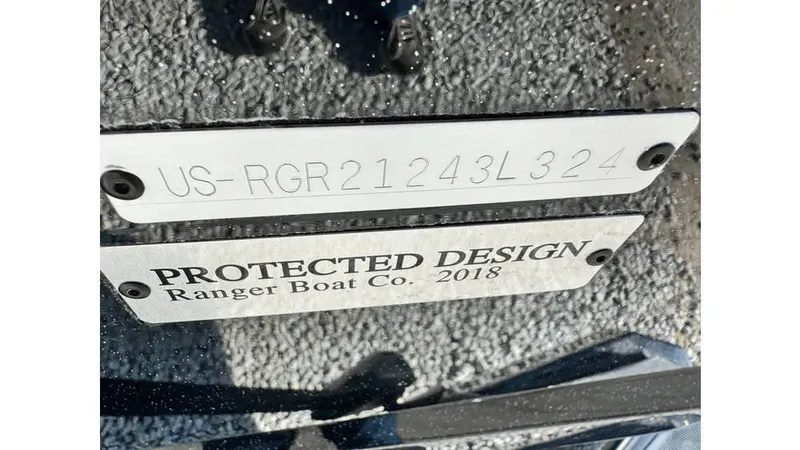 US-RGR21243L324
PROTECTED DESIGN
Ranger Boat Co. 2018